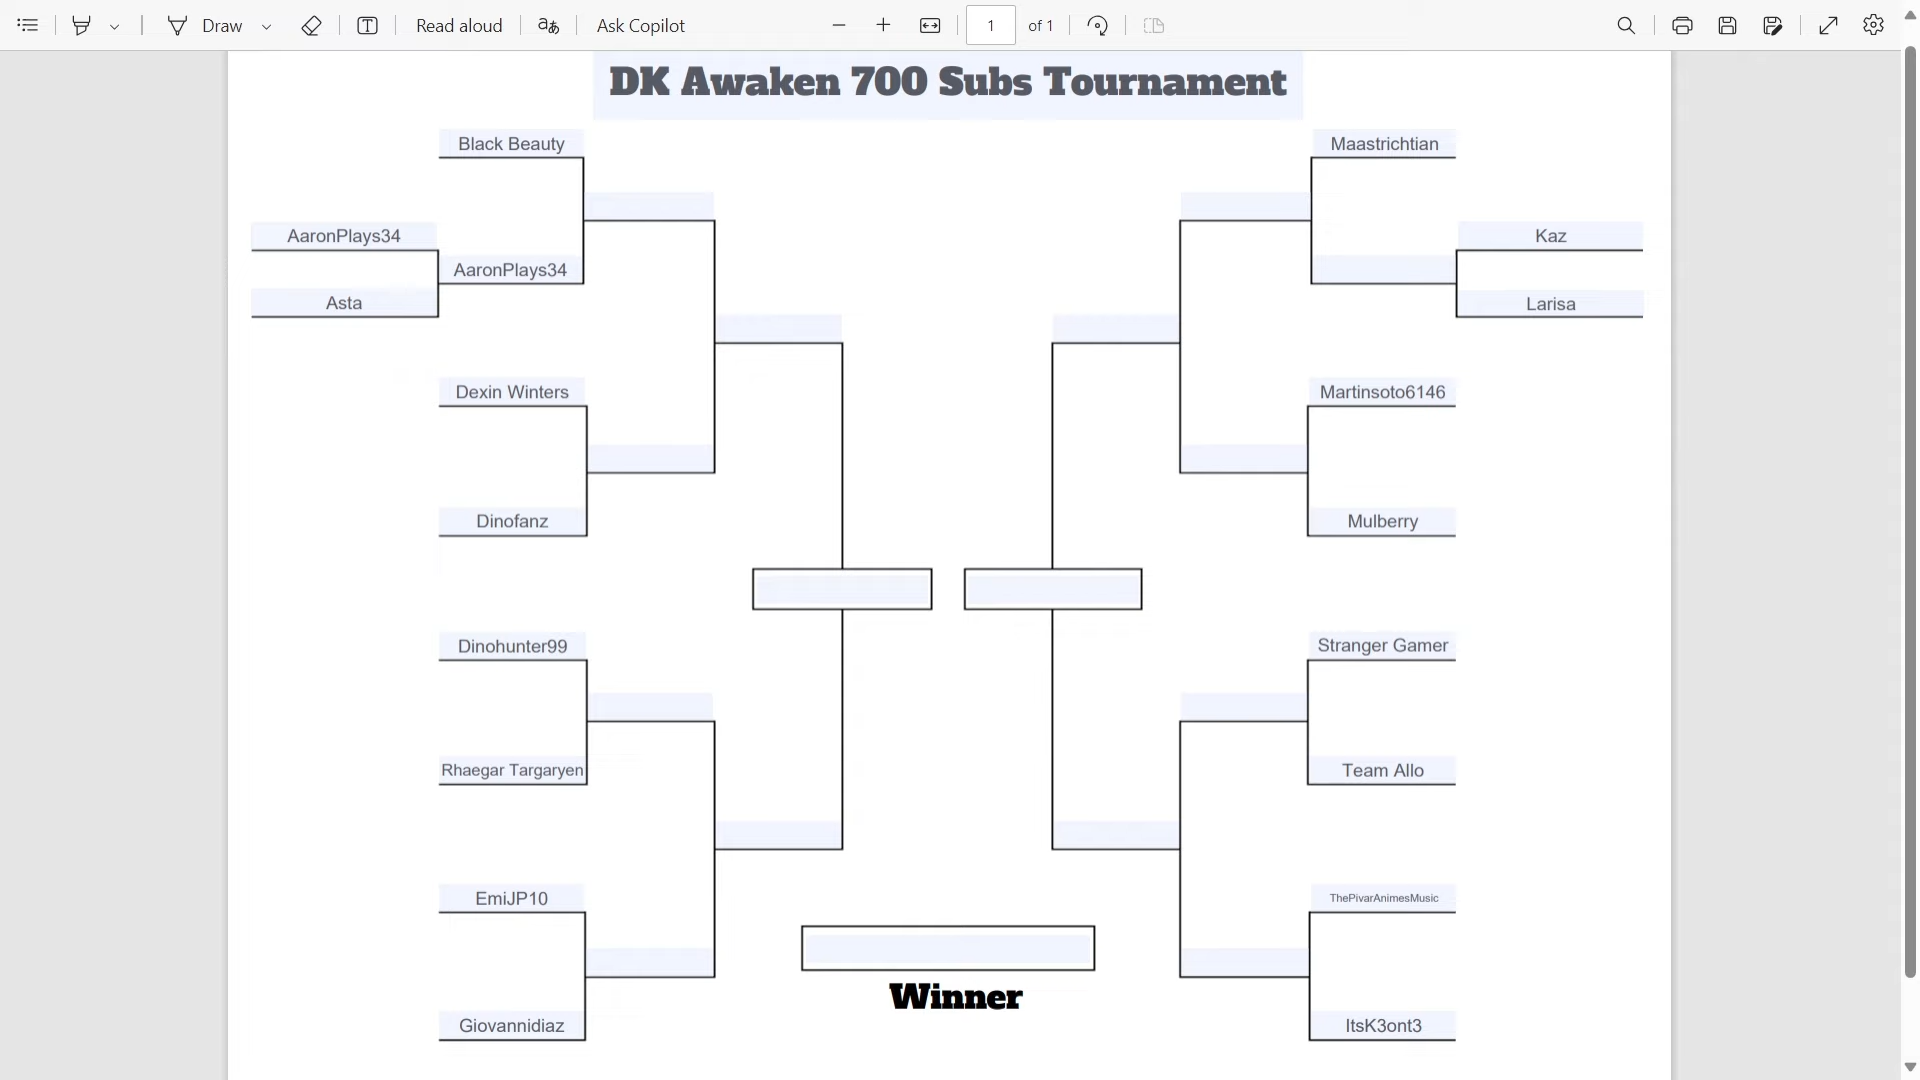 Draw
Read aloud
aあ
Ask Copilot
1
of 1
DK Awaken 700 Subs Tournament
Black Beauty
Maastrichtian
AaronPlays34
Kaz
AaronPlays34
Asta
Larisa
Dexin Winters
Martinsoto6146
Dinofanz
Mulberry
Dinohunter99
Stranger Gamer
Rhaegar Targaryen
Team Allo
EmiJP10
ThePivarAnimesMusic
Winner
Giovannidiaz
ItsK3ont3